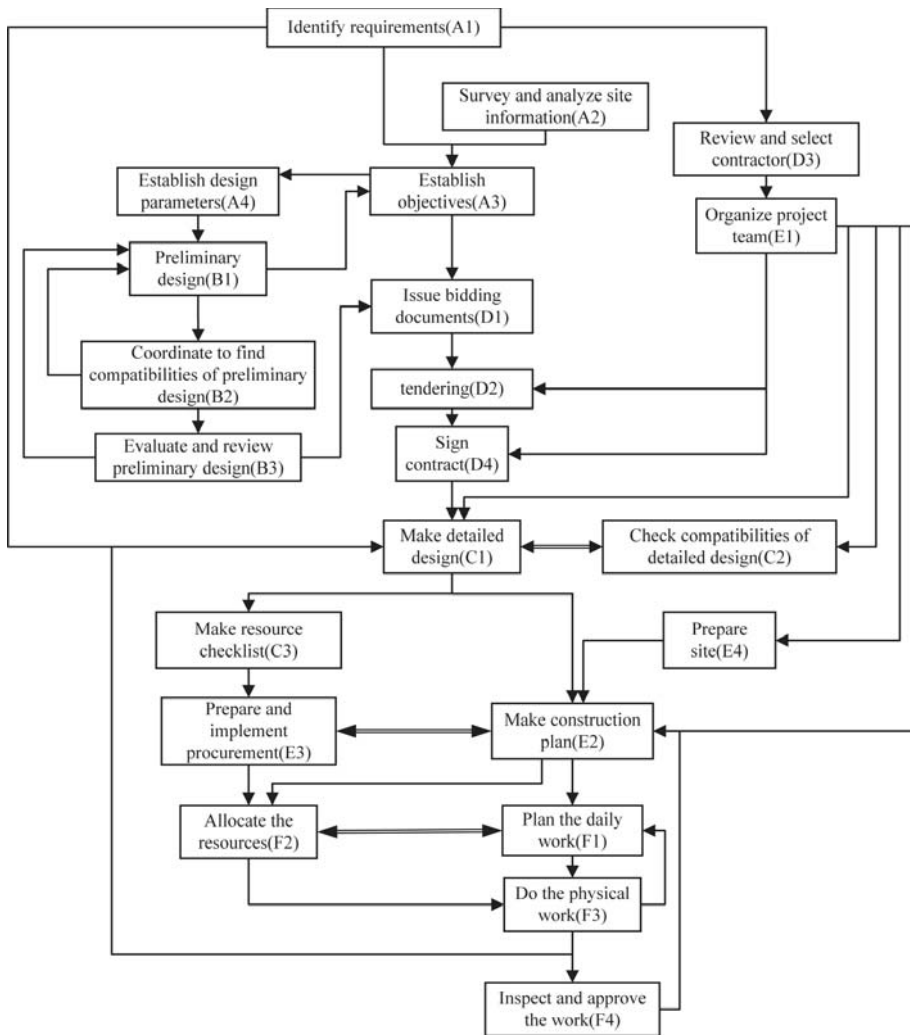 Identify requirements(A1)
Survey and analyze site
information(A2)
Review and select
contractor(D3)
Establish design
parameters(A4)
Establish
objectives(A3)
Organize project
team(E1)
Preliminary
design(B1)
Issue bidding
documents(D1)
Coordinate to find
compatibilities of preliminary
design(B2)
tendering(D2)
Evaluate and review
preliminary design(B3)
Sign
contract(D4)
Make detailed
design(C1)
Check compatibilities of
detailed design(C2)
Make resource
checklist(C3)
Prepare
site(E4)
Prepare and
implement
procurement(E3)
Make construction
plan(E2)
Allocate the
resources(F2)
Plan the daily
work(F1)
Do the physical
work(F3)
Inspect and approve
the work(F4)